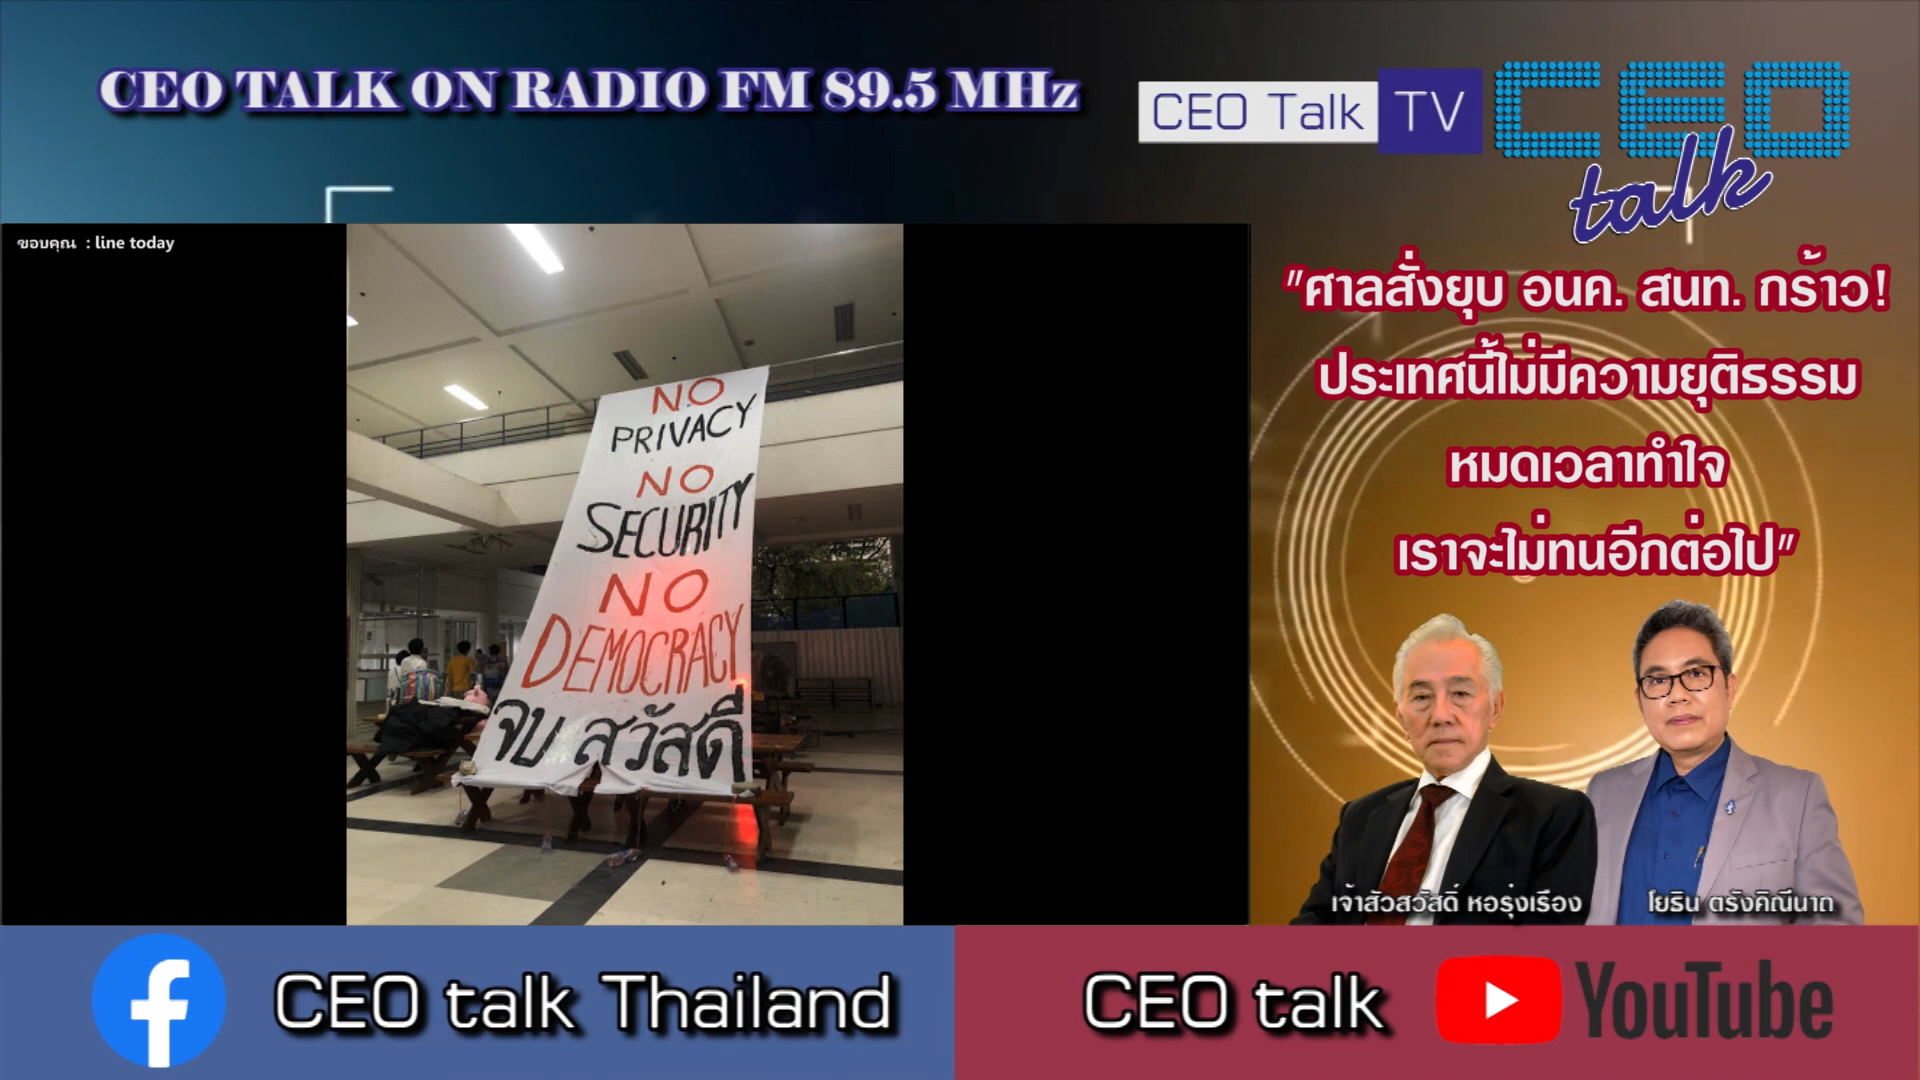 CEO TALK ON RADIO FM 89.5 MHz
CEO Talk TV
CEO
talk
ขอบคุณ : line today
NO
PRIVACY
NO
SECURITY
NO
DEMOCRACY
จบ สวัสดี
"ศาลสั่งยุบ อนค. สนท. กร้าว!
ประเทศนี้ไม่มีความยุติธรรม
หมดเวลาทำใจ
เราจะไม่ทนอีกต่อไป"
เจ้าสัวสวัสดิ์ หอรุ่งเรือง
โยธิน ตรังคิณีนาถ
CEO talk Thailand
CEO talk
YouTube